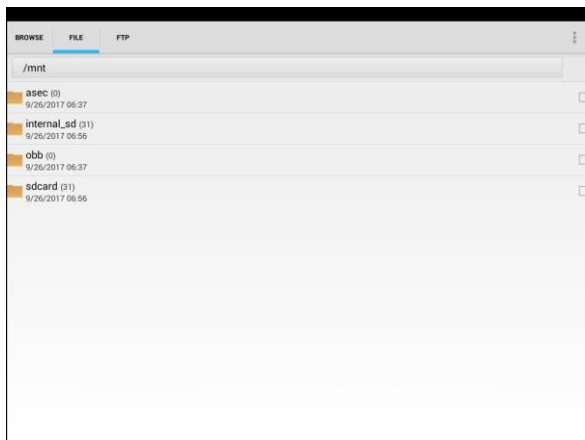 BROWSE FILE FTP
/mnt
asec (0)
9/26/2017 06:37
internal_sd (31)
9/26/2017 06:56
obb (0)
9/26/2017 06:37
sdcard (31)
9/26/2017 06:56